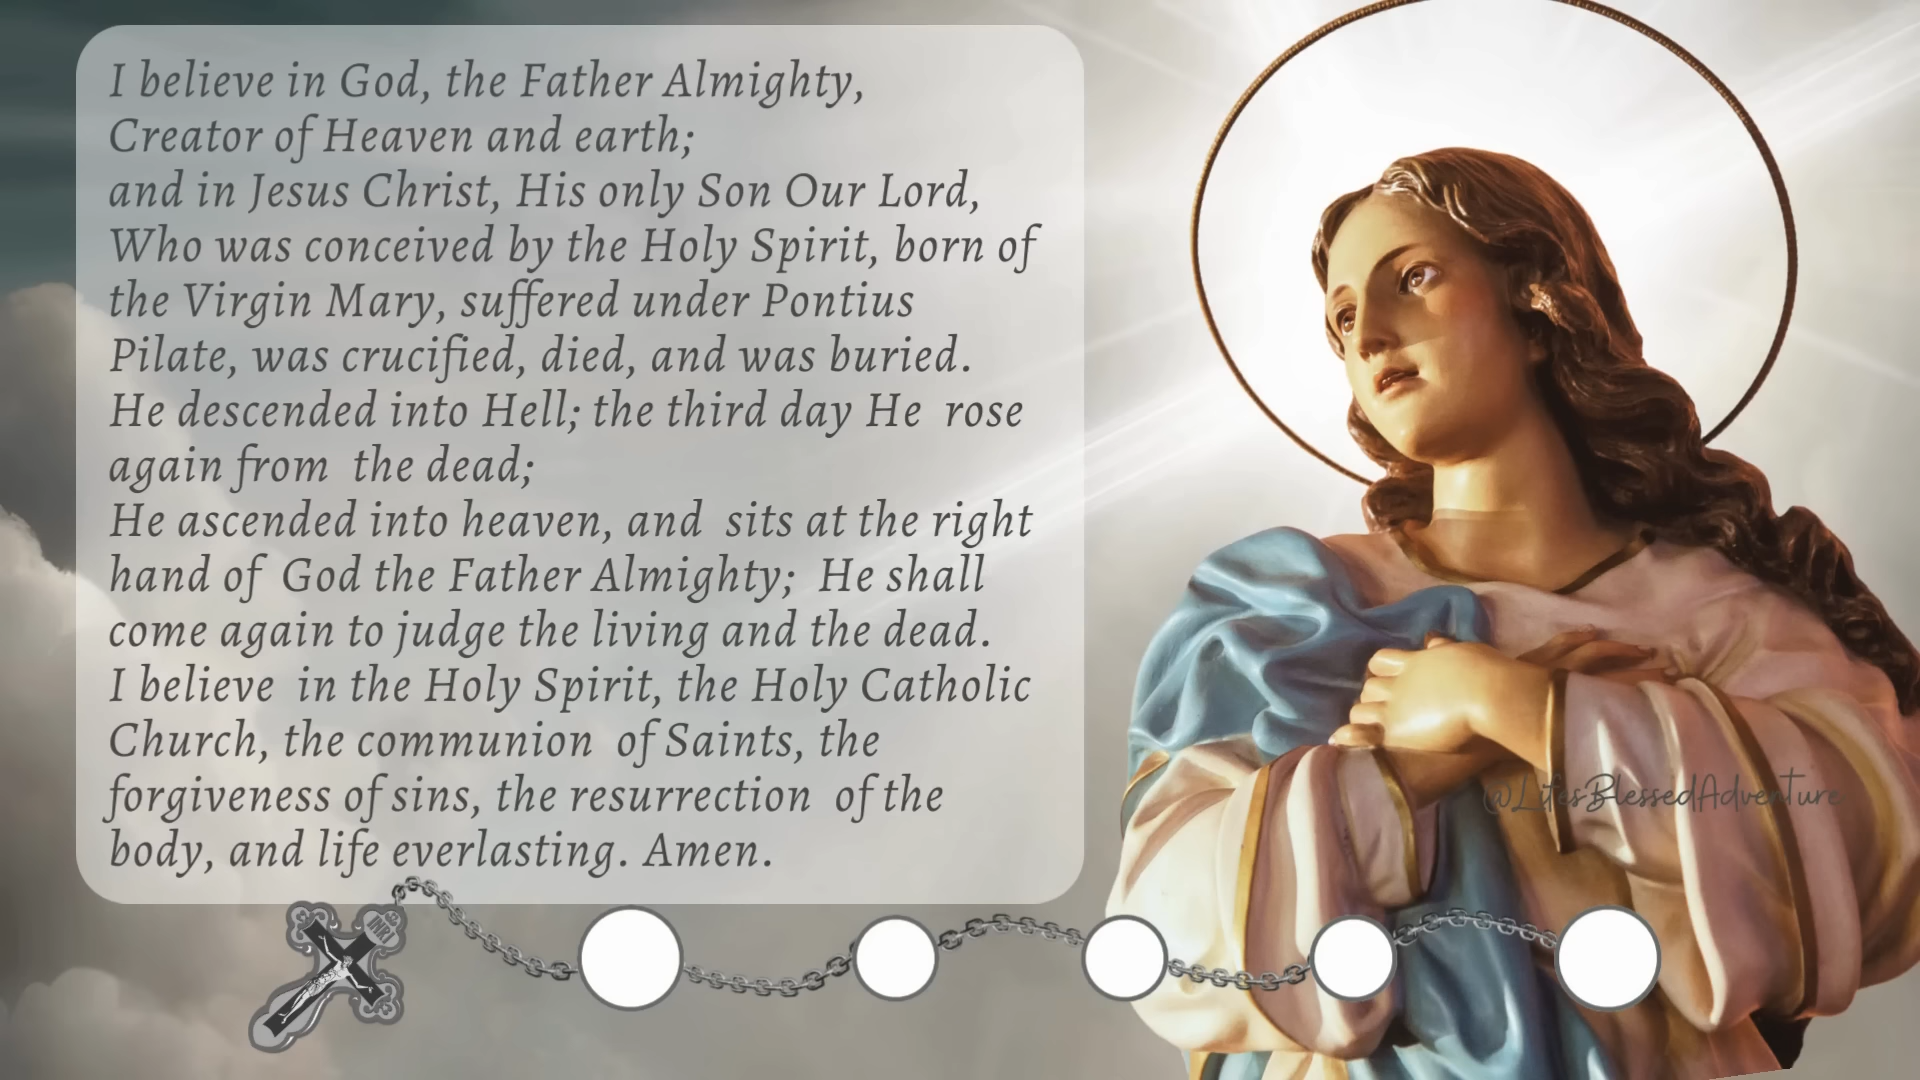 I believe in God, the Father Almighty,
Creator of Heaven and earth;
and in Jesus Christ, His only Son Our Lord,
Who was conceived by the Holy Spirit, born of
the Virgin Mary, suffered under Pontius
Pilate, was crucified, died, and was buried.
He descended into Hell; the third day He  rose
again from  the dead;
He ascended into heaven, and  sits at the right
hand of  God the Father Almighty;  He shall
come again to judge the living and the dead.
I believe  in the Holy Spirit, the Holy Catholic
Church, the communion  of Saints, the
forgiveness of sins, the resurrection  of the
body, and life everlasting. Amen.
@LifesBlessedAdventure
INRI